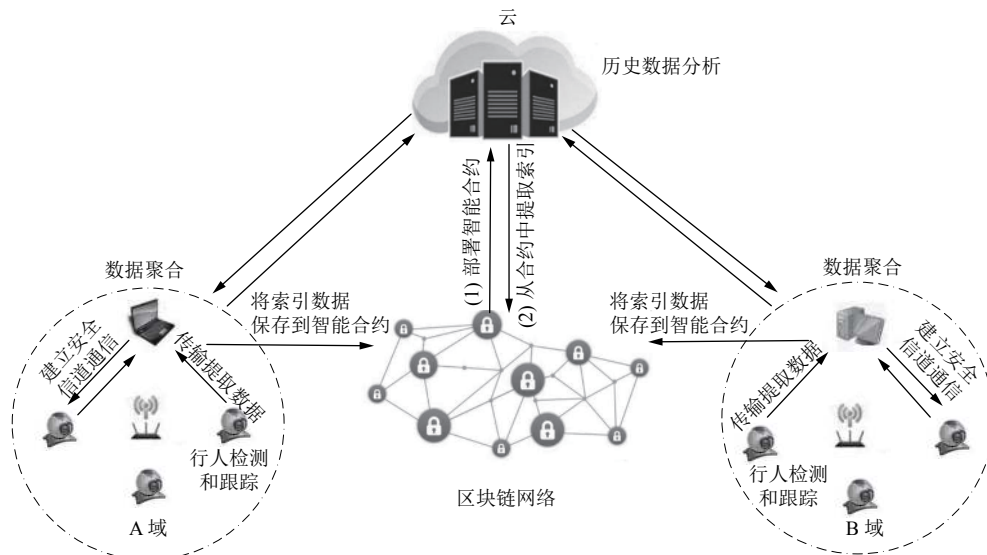 云
历史数据分析
(1) 部署智能合约
(2) 从合约中提取索引
数据聚合
将索引数据
保存到智能合约
建立安全
信道通信
传输提取数据
行人检测
和跟踪
A 域
区块链网络
数据聚合
将索引数据
保存到智能合约
建立安全
信道通信
传输提取数据
行人检测
和跟踪
B 域